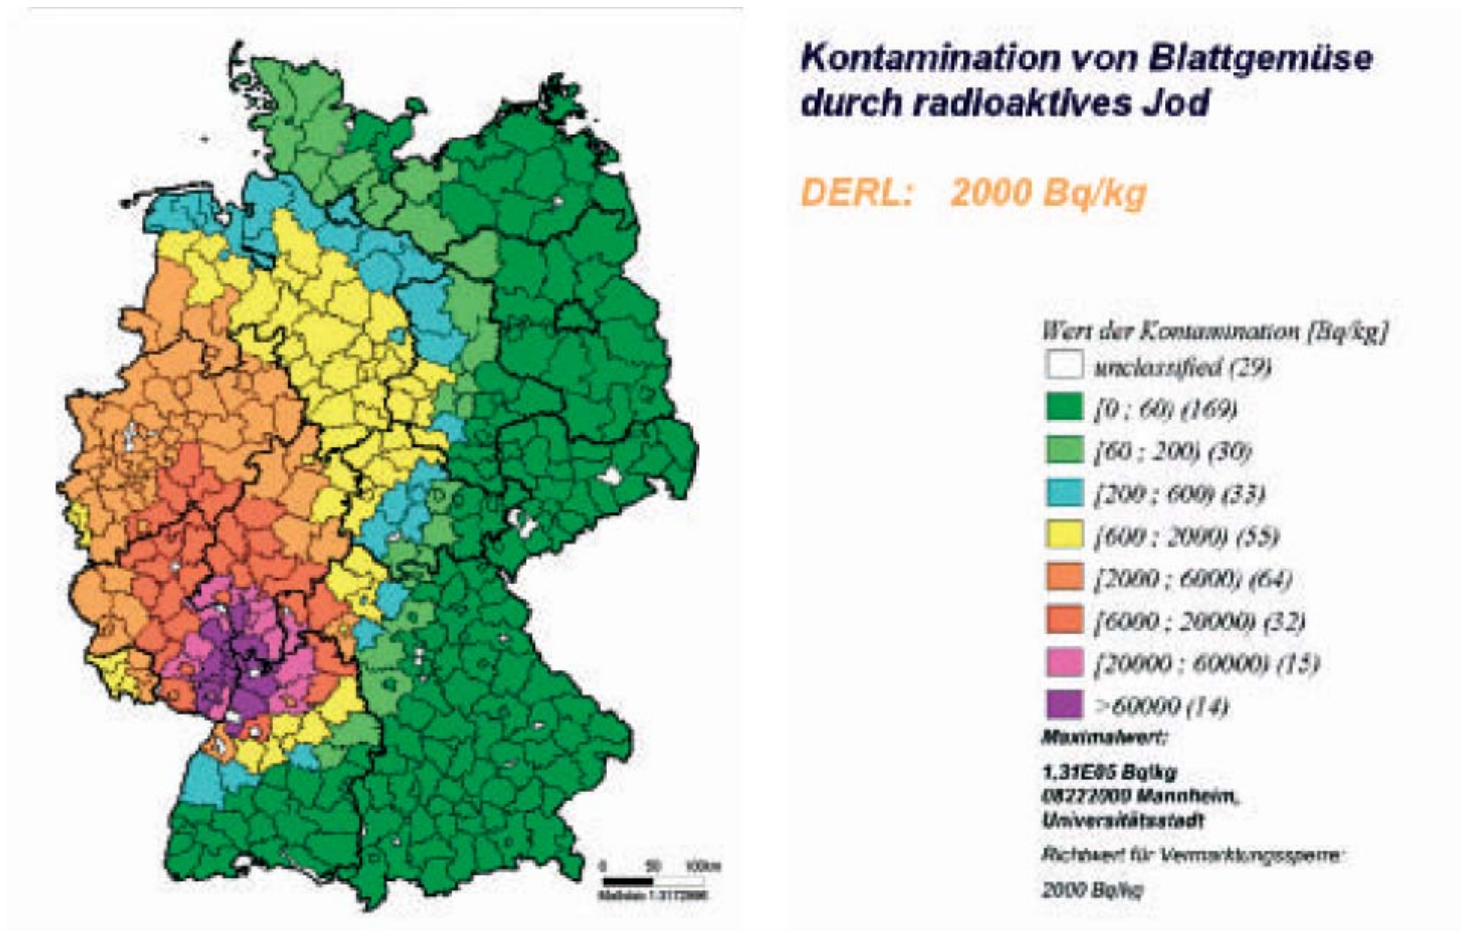 Kontamination von Blattgemüse
durch radioaktives Jod
DERL: 2000 Bq/kg
Wert der Kontamination [Bq/kg]
unclassified (29)
[0 ; 60) (169)
[60 ; 200) (30)
[200 ; 600) (33)
[600 ; 2000) (55)
[2000 ; 6000) (64)
[6000 ; 20000) (32)
[20000 ; 60000) (15)
>60000 (14)
Maximalwert:
1,31E05 Bq/kg
08222000 Mannheim,
Universitätsstadt
Richtwert für Vermarktungssperre:
2000 Bq/kg
0 50 100km